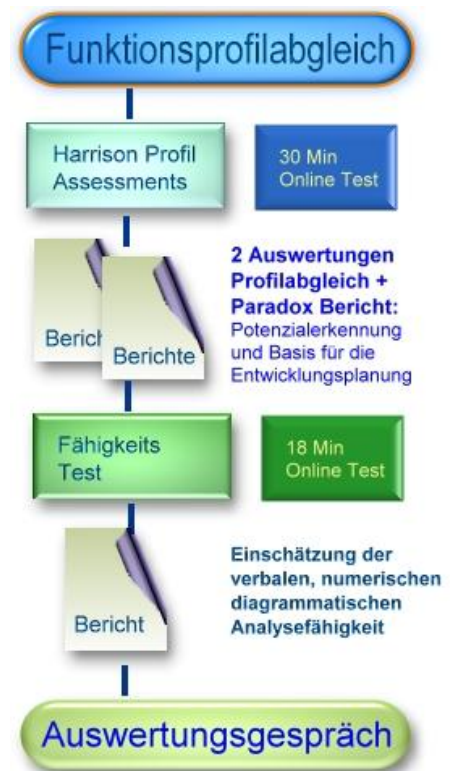 Funktionsprofilabgleich
Harrison Profil
Assessments
30 Min
Online Test
2 Auswertungen
Profilabgleich +
Paradox Bericht:
Potenzialerkennung
und Basis für die
Entwicklungsplanung
Berichte
Fähigkeits
Test
18 Min
Online Test
Einschätzung der
verbalen, numerischen
diagrammatischen
Analysefähigkeit
Bericht
Auswertungsgespräch